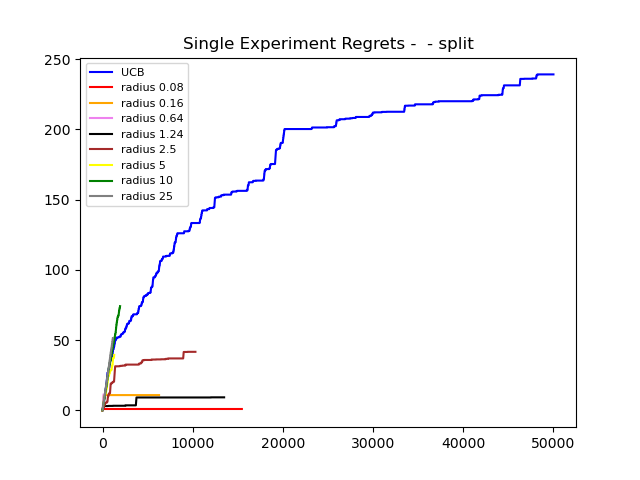 Single Experiment Regrets -  - split
250
200
150
100
50
0
UCB
radius 0.08
radius 0.16
radius 0.64
radius 1.24
radius 2.5
radius 5
radius 10
radius 25
0 10000 20000 30000 40000 50000